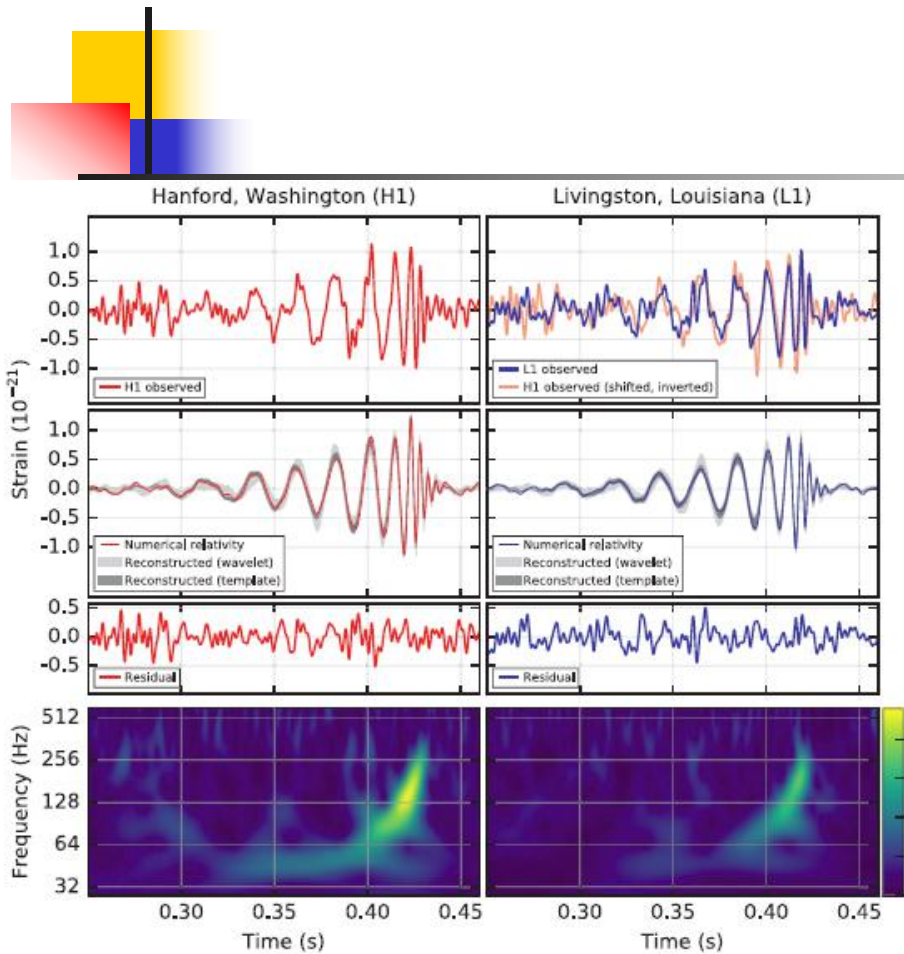 Hanford, Washington (H1)
Livingston, Louisiana (L1)
Strain (10⁻²¹)
1.0
0.5
0.0
-0.5
-1.0
H1 observed
L1 observed
H1 observed (shifted, inverted)
1.0
0.5
0.0
-0.5
-1.0
Numerical relativity
Reconstructed (wavelet)
Reconstructed (template)
Numerical relativity
Reconstructed (wavelet)
Reconstructed (template)
0.5
0.0
-0.5
Residual
Residual
Frequency (Hz)
512
256
128
64
32
0.30
0.35
0.40
0.45
0.30
0.35
0.40
0.45
Time (s)
Time (s)